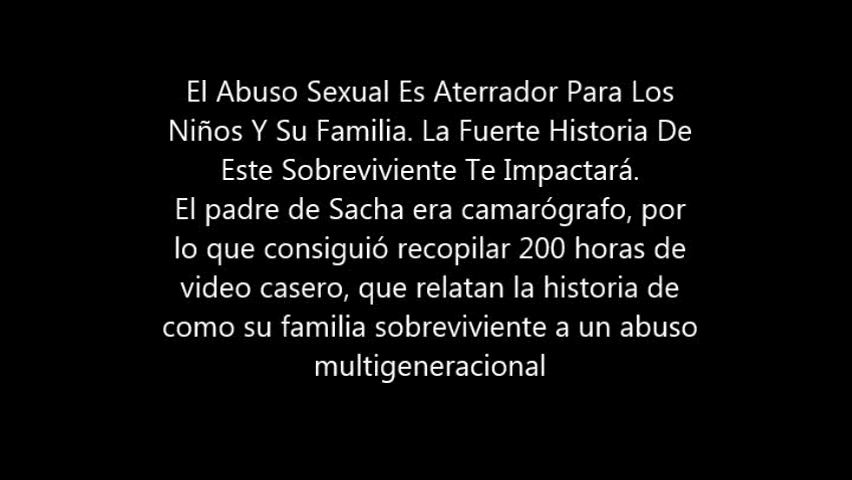 El Abuso Sexual Es Aterrador Para Los
Niños Y Su Familia. La Fuerte Historia De
Este Sobreviviente Te Impactará.
El padre de Sacha era camarógrafo, por
lo que consiguió recopilar 200 horas de
video casero, que relatan la historia de
como su familia sobreviviente a un abuso
multigeneracional